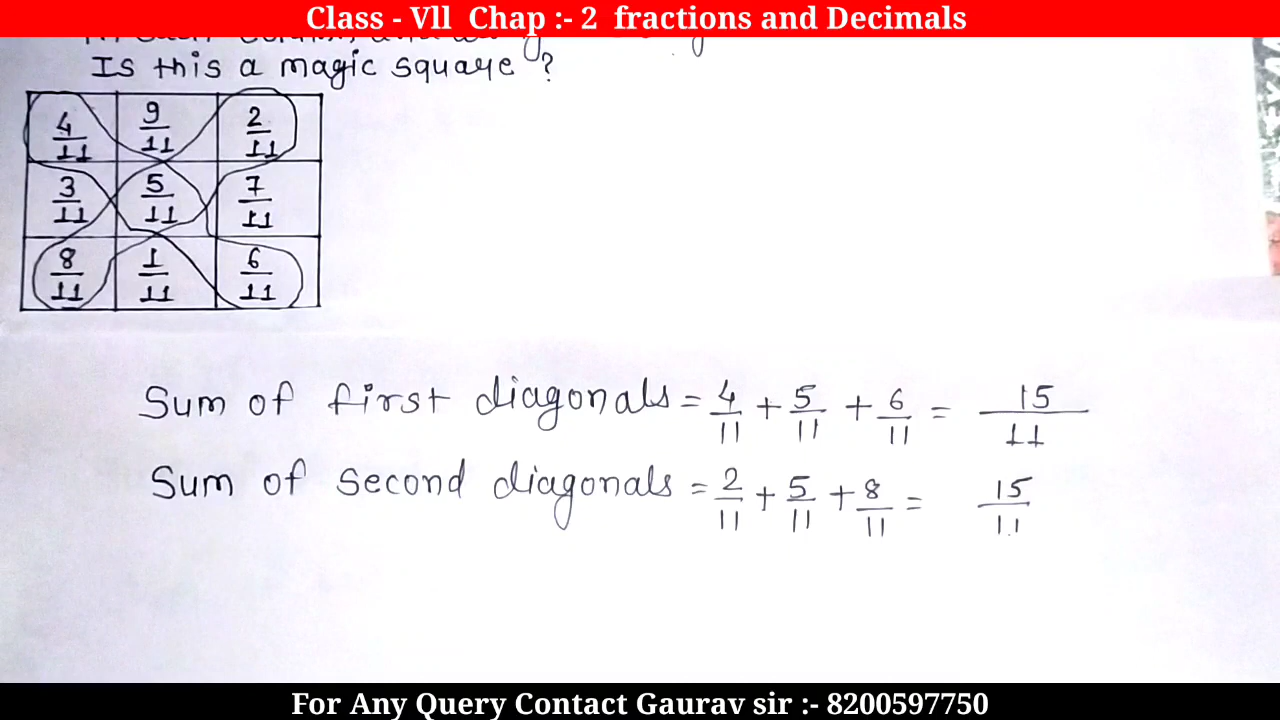 Class - Vll Chap :- 2 fractions and Decimals
Is this a magic square ?
4/11 9/11 2/11
3/11 5/11 7/11
8/11 1/11 6/11
Sum of first diagonals = 4/11 + 5/11 + 6/11 = 15/11
Sum of second diagonals = 2/11 + 5/11 + 8/11 = 15/11
For Any Query Contact Gaurav sir :- 8200597750